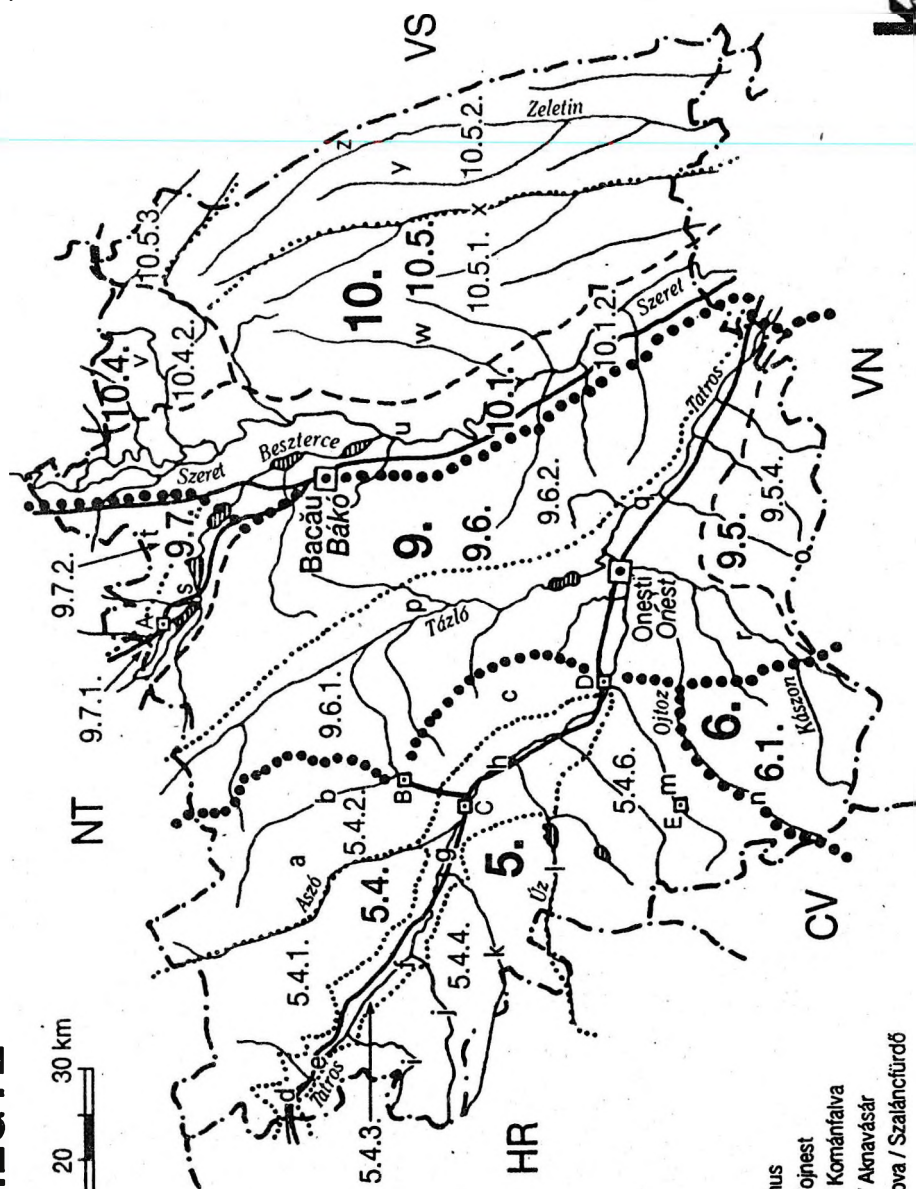 20
30 km
NT
HR
CV
VN
VS
9.7.1.
9.7.2.
9.7.
A
s
t
10.4.
v
10.4.2.
10.5.3.
Szeret
Beszterce
u
Bacău
Bákó
9.
9.6.
9.6.1.
9.6.2.
p
Tázló
10.
10.1.
10.1.2.
10.5.
10.5.1.
10.5.2.
w
x
y
z
Zeletin
Szeret
a
b
B
c
C
D
h
g
Aszó
5.4.1.
5.4.2.
5.4.
5.4.3.
5.4.4.
5.
5.4.6.
d
e
Tatros
f
i
j
k
l
Úz
E
m
n
Ojtoz
6.
6.1.
Kászon
r
Onești
Onest
q
Tatros
9.5.
9.5.4.
o
nus
ojnest
Kománfalva
/ Aknavásár
ova / Szaláncfürdő